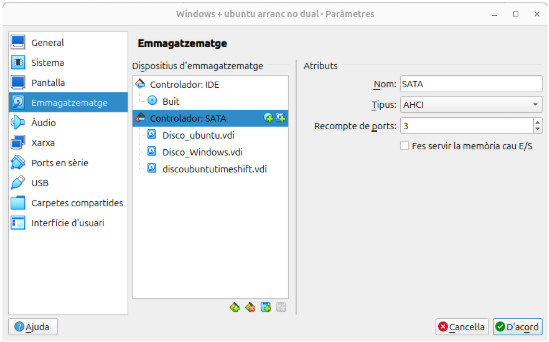 Windows + ubuntu arranc no dual - Paràmetres
General
Sistema
Pantalla
Emmagatzematge
Àudio
Xarxa
Ports en sèrie
USB
Carpetes compartides
Interfície d'usuari
Emmagatzematge
Dispositius d'emmagatzematge
Controlador: IDE
Buit
Controlador: SATA
Disco_ubuntu.vdi
Disco_Windows.vdi
discoubuntutimeshift.vdi
Atributs
Nom: SATA
Tipus: AHCI
Recompte de ports: 3
Fes servir la memòria cau E/S
Ajuda
Cancel·la
D'acord